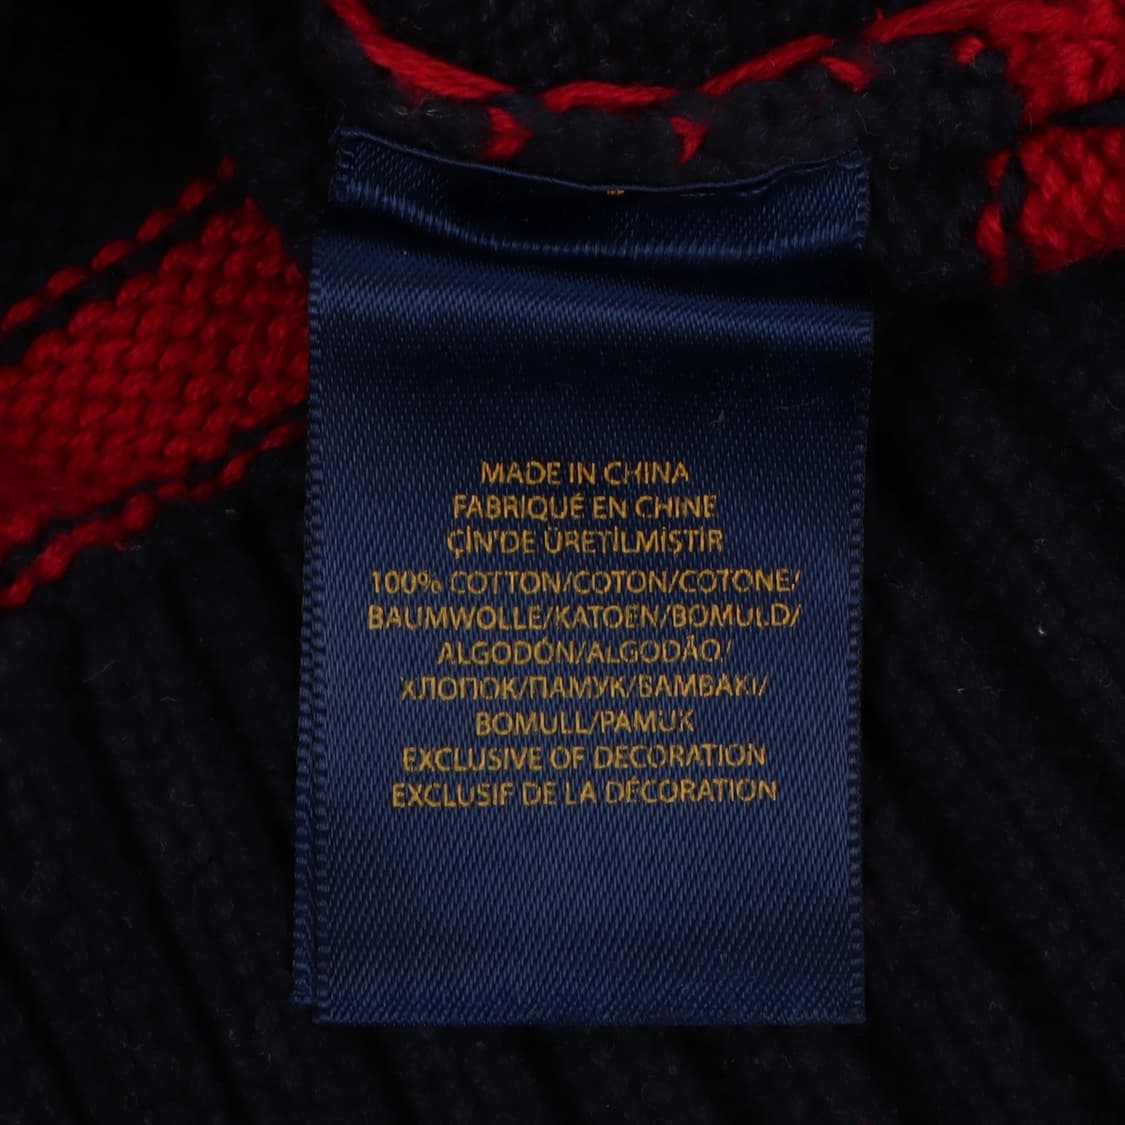 MADE IN CHINA
FABRIQUÉ EN CHINE
ÇİN'DE ÜRETİLMİSTİR
100% COTTON/COTON/COTONE/
BAUMWOLLE/KATOEN/BOMULD/
ALGODÓN/ALGODÃO/
ХЛОПОК/ПАМУК/ΒΑΜΒΑΚΙ/
BOMULL/PAMUK
EXCLUSIVE OF DECORATION
EXCLUSIF DE LA DÉCORATION